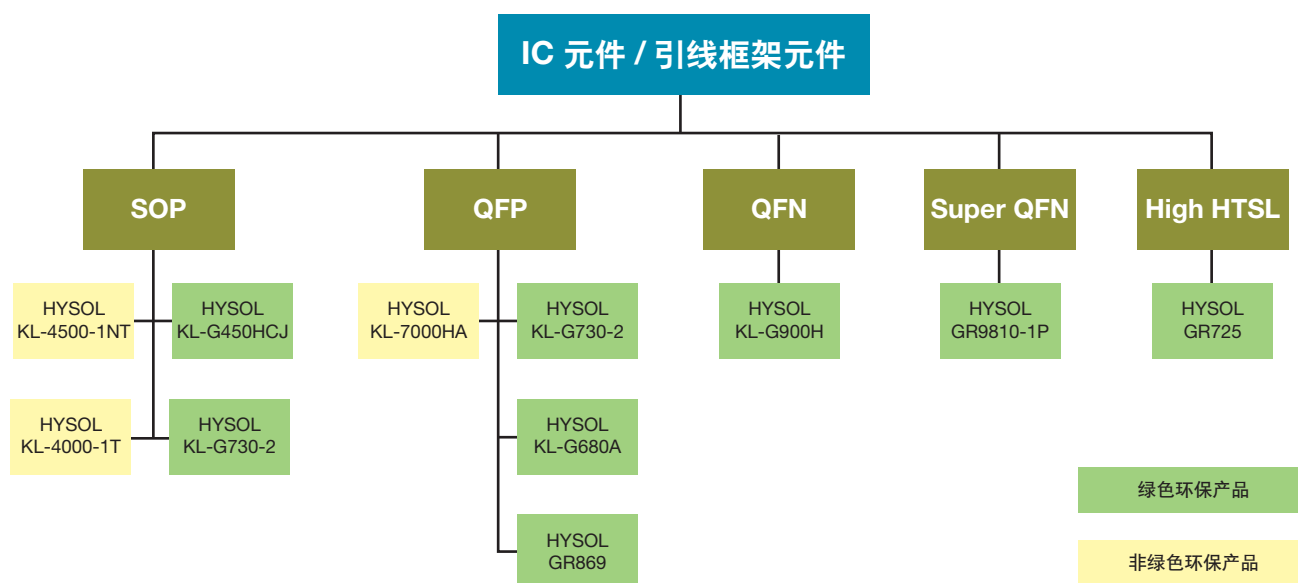 IC 元件 / 引线框架元件
SOP
QFP
QFN
Super QFN
High HTSL
HYSOL
KL-4500-1NT
HYSOL
KL-G450HCJ
HYSOL
KL-7000HA
HYSOL
KL-G730-2
HYSOL
KL-G900H
HYSOL
GR9810-1P
HYSOL
GR725
HYSOL
KL-4000-1T
HYSOL
KL-G730-2
HYSOL
KL-G680A
HYSOL
GR869
绿色环保产品
非绿色环保产品